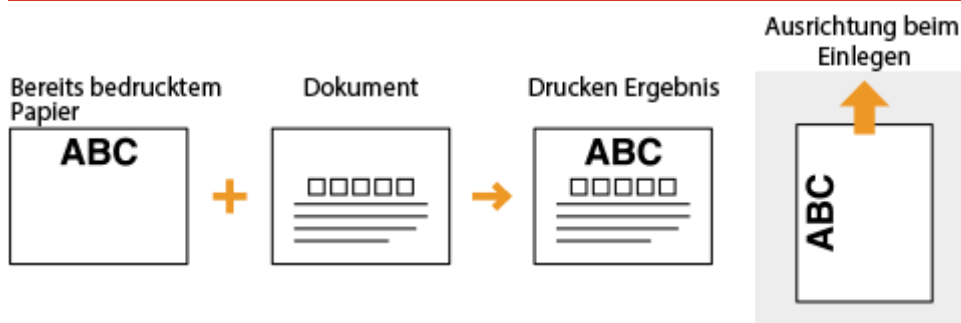 Ausrichtung beim
Einlegen
Bereits bedrucktem
Papier
Dokument
Drucken Ergebnis
ABC
ABC
ABC